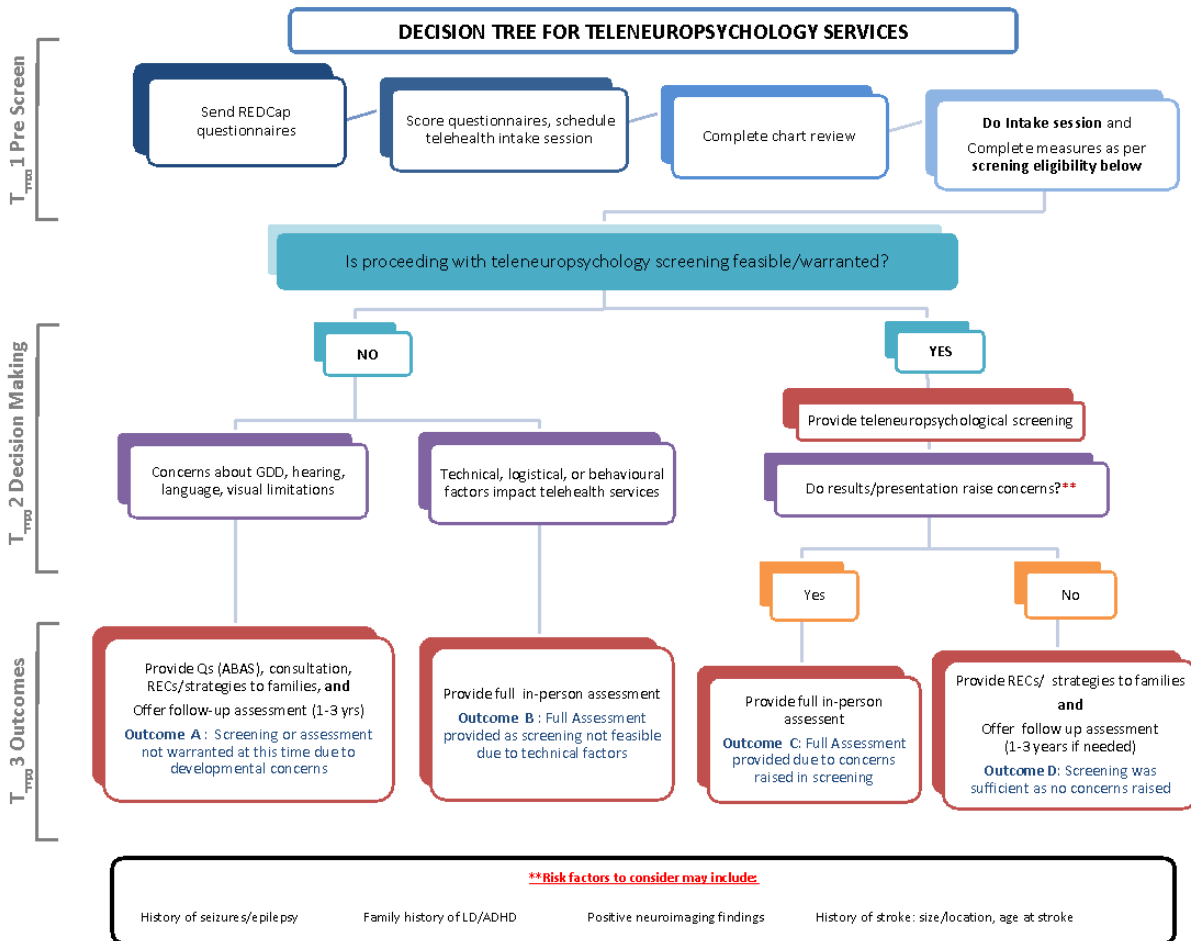 DECISION TREE FOR TELENEUROPSYCHOLOGY SERVICES
T_TTP1 Pre Screen
Send REDCap
questionnaires
Score questionnaires, schedule
telehealth intake session
Complete chart review
Do Intake session and
Complete measures as per
screning eligibility below
Is proceeding with teleneuropsychology screening feasible/warranted?
2 Decision Making
NO
YES
Provide teleneuropsychological screening
Concerns about GDD, hearing,
language, visual limitations
Technical, logistical, or behavioural
factors impact telehealth services
Do results/presentation raise concerns?**
Yes
No
3 Outcomes
Provide Qs (ABAS), consultation,
RECs/strategies to families, and
Offer follow-up assessment (1-3 yrs)
Outcome A : Screening or assessment
not warranted at this time due to
developmental concerns
Provide full in-person assessment
Outcome B : Full Assessment
provided as screening not feasible
due to technical factors
Provide full in-person
assessent
Outcome C: Full Assessment
provided due to concerns
raised in screening
Provide RECs/ strategies to families
and
Offer follow up assessment
(1-3 years if needed)
Outcome D: Screening was
sufficient as no concerns raised
**Risk factors to consider may include:
History of seizures/epilepsy Family history of LD/ADHD Positive neuroimaging findings History of stroke: size/location, age at stroke